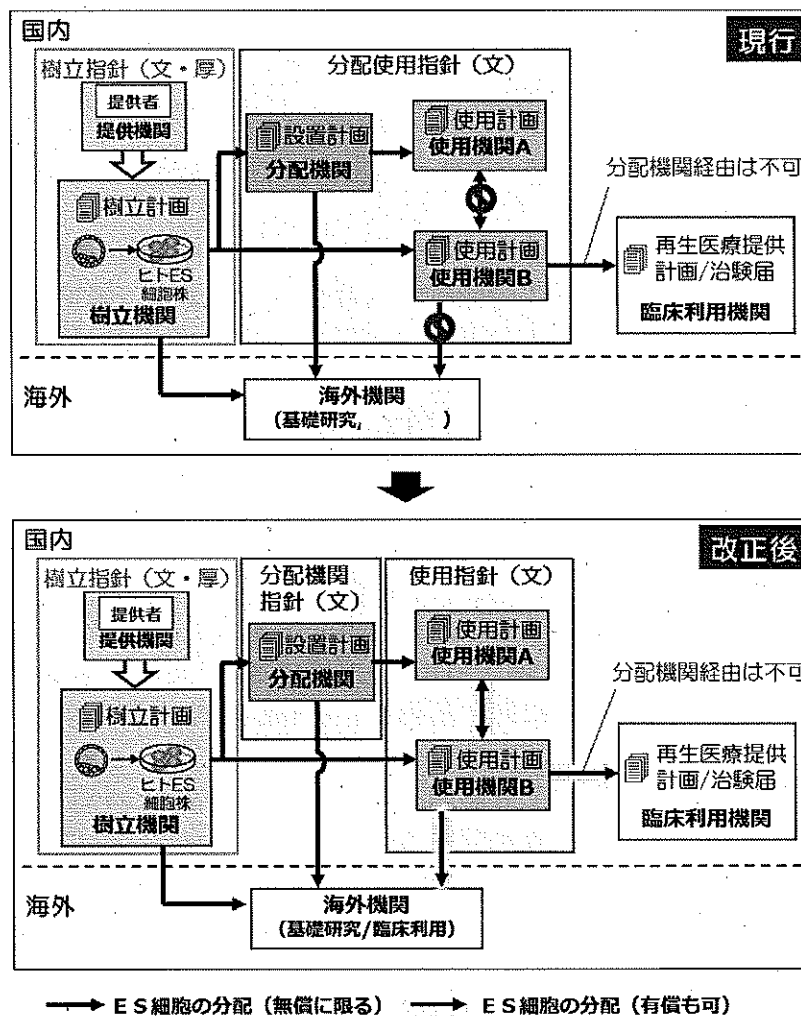 国内
現行
樹立指針（文・厚）
分配使用指針（文）
提供者
提供機関
設置計画
分配機関
使用計画
使用機関A
分配機関経由は不可
樹立計画
ヒトES
細胞株
樹立機関
使用計画
使用機関B
再生医療提供
計画/治験届
臨床利用機関
海外
海外機関
(基礎研究, )
国内
改正後
樹立指針（文・厚）
分配機関
指針（文）
使用指針（文）
提供者
提供機関
設置計画
分配機関
使用計画
使用機関A
分配機関経由は不可
樹立計画
ヒトES
細胞株
樹立機関
使用計画
使用機関B
再生医療提供
計画/治験届
臨床利用機関
海外
海外機関
(基礎研究/臨床利用)
ＥＳ細胞の分配（無償に限る） ＥＳ細胞の分配（有償も可）